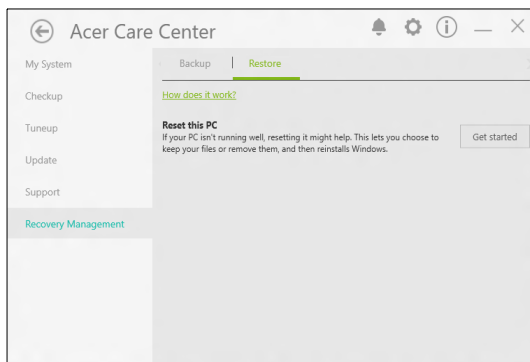 Acer Care Center
My System
Checkup
Tuneup
Update
Support
Recovery Management
Backup
Restore
How does it work?
Reset this PC
If your PC isn't running well, resetting it might help. This lets you choose to
keep your files or remove them, and then reinstalls Windows.
Get started